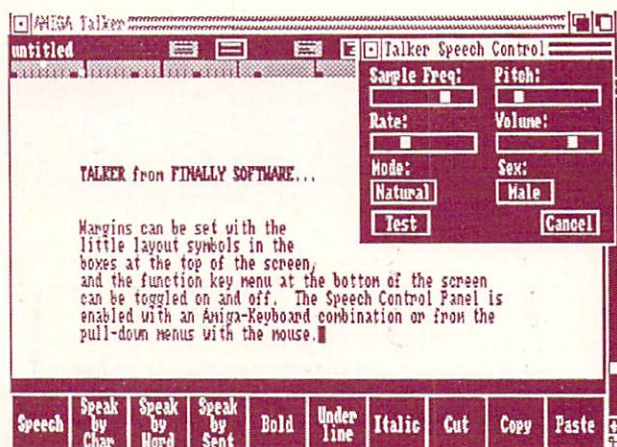 AMIGA Talker
untitled
Talker Speech Control
Sample Freq: Pitch:
Rate: Volume:
Mode: Sex:
Natural Male
Test Cancel
TALKER from FINALLY SOFTWARE...
Margins can be set with the
little layout symbols in the
boxes at the top of the screen,
and the function key menu at the bottom of the screen
can be toggled on and off. The Speech Control Panel is
enabled with an Amiga-Keyboard combination or from the
pull-down menus with the mouse.
Speech
Speak by Char
Speak by Word
Speak by Sent
Bold
Under line
Italic
Cut
Copy
Paste